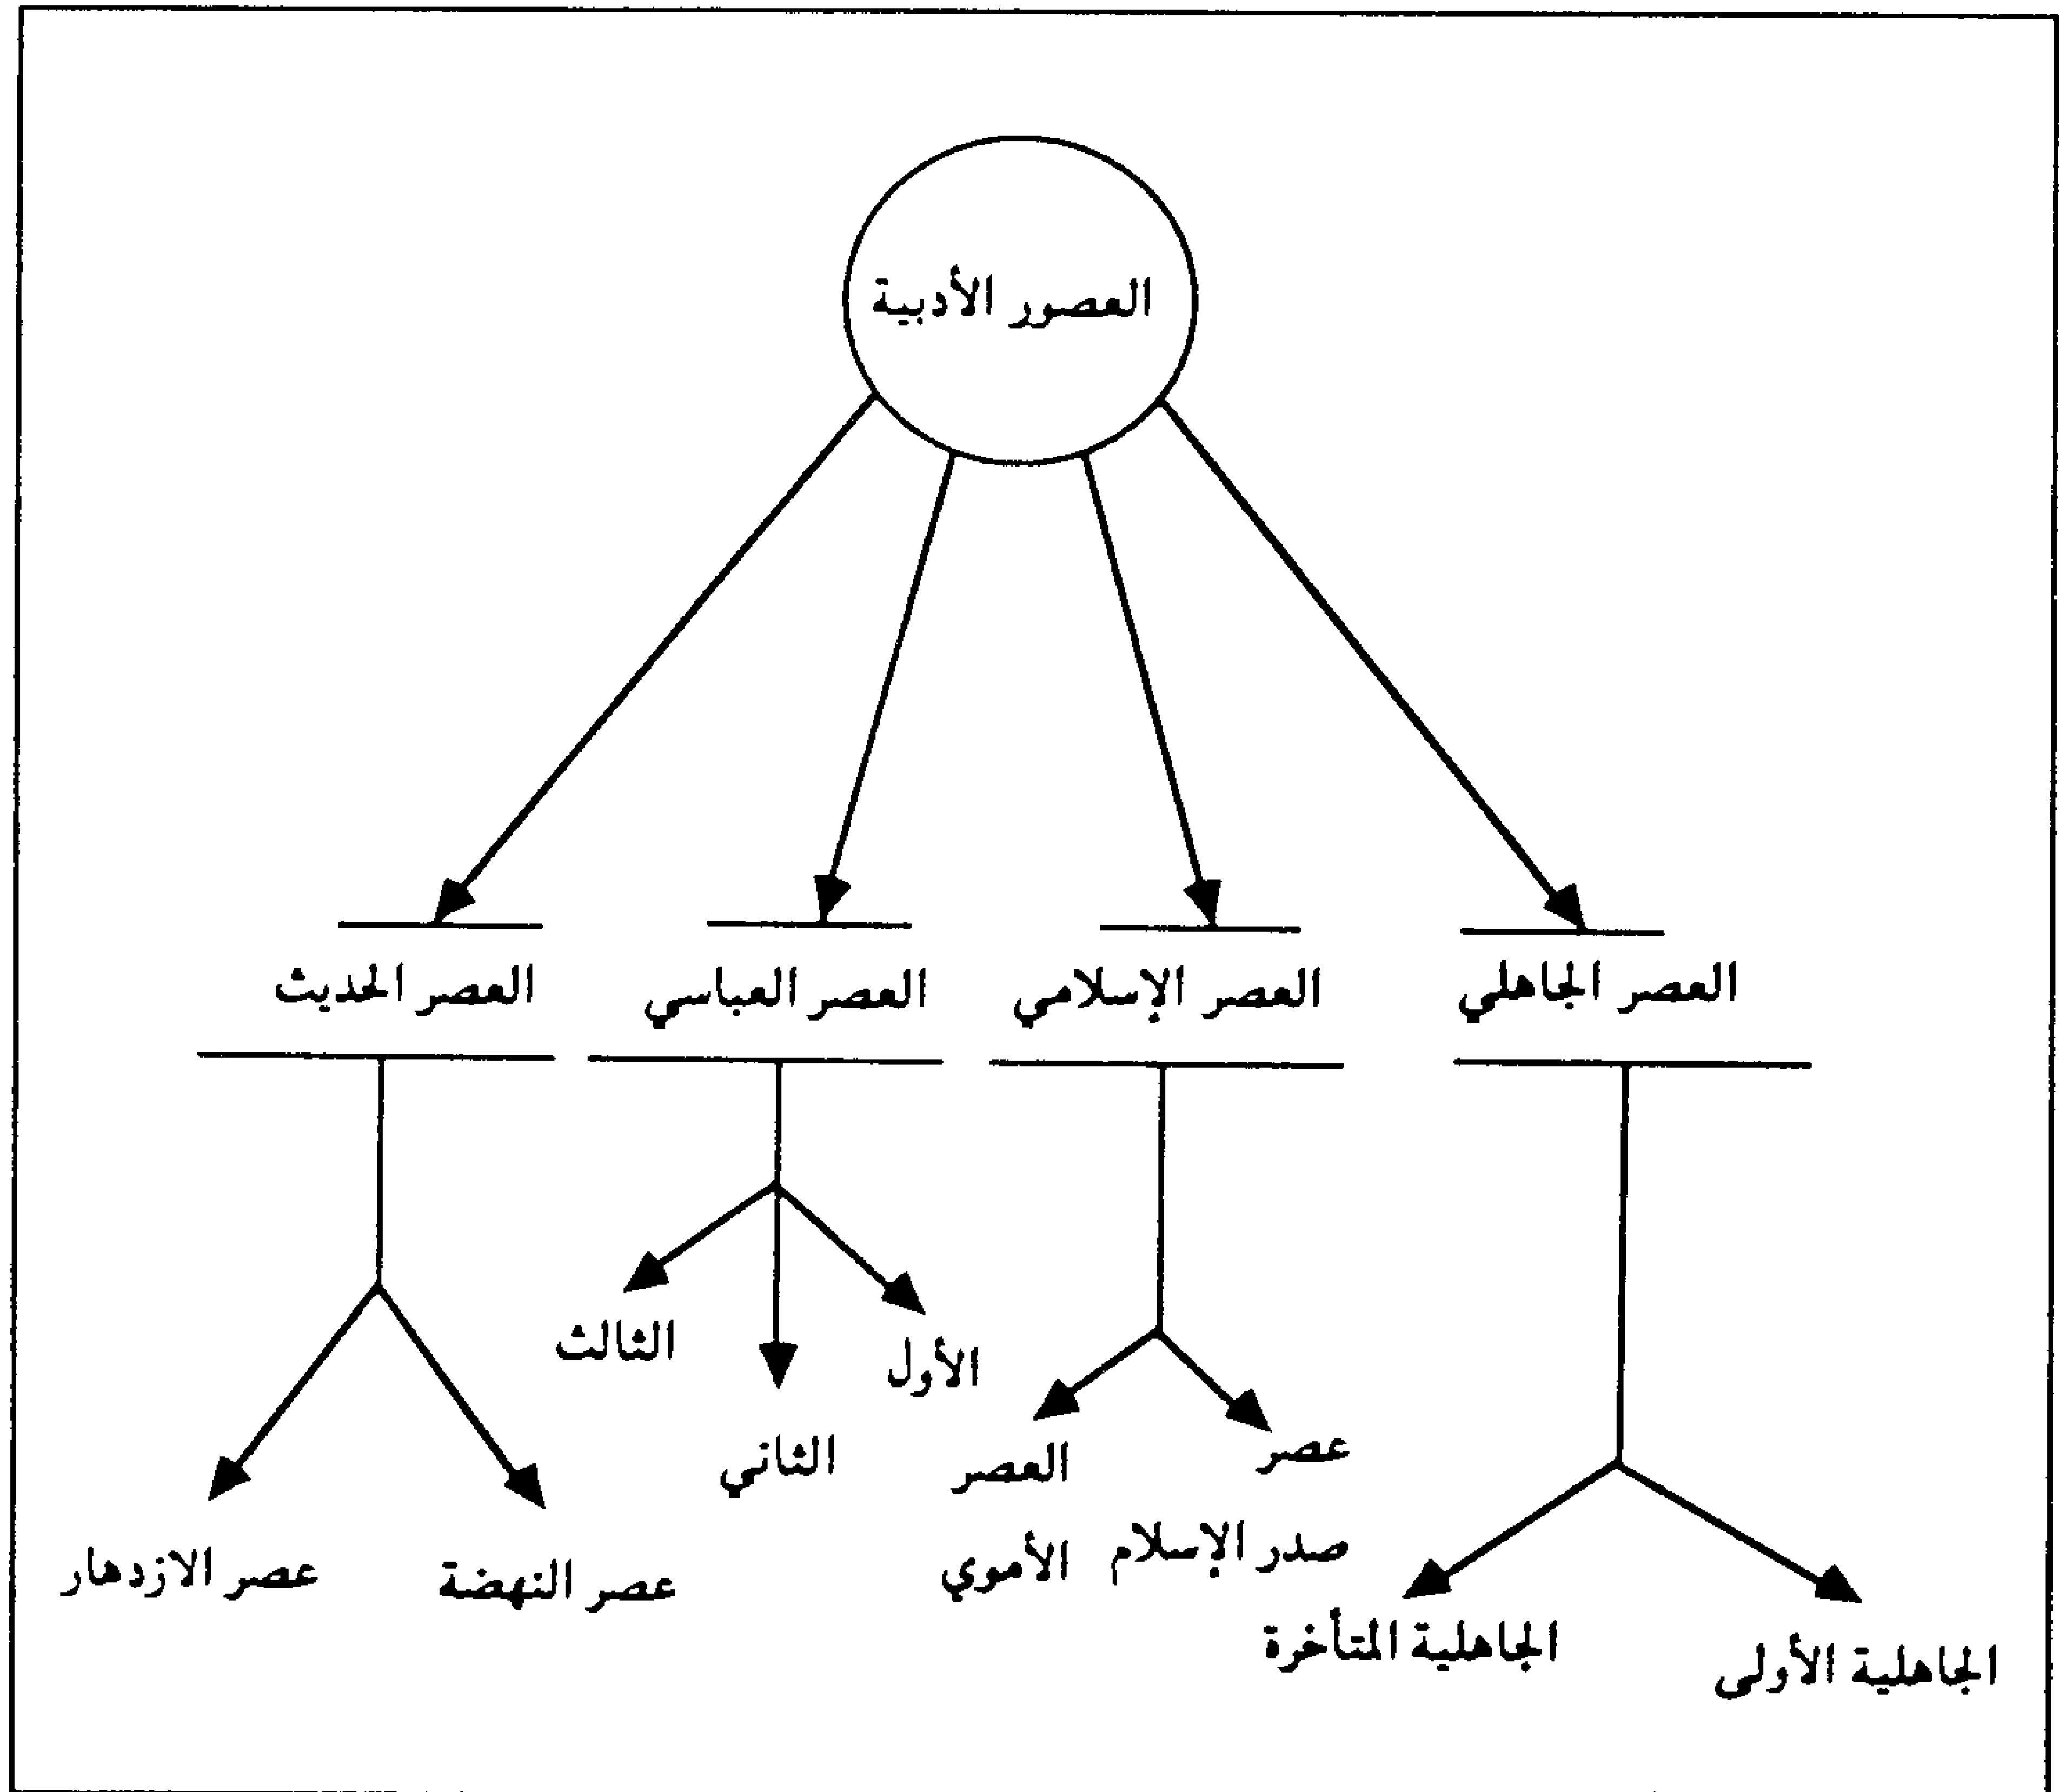 العصور الأدبية
العصر الجاهلي
العصر الإسلامي
العصر العباسي
العصر الحديث
الجاهلية الأولى
الجاهلية المتأخرة
عصر
صدر الإسلام
العصر
الأموي
الأول
الثاني
الثالث
عصر النهضة
عصر الازدهار